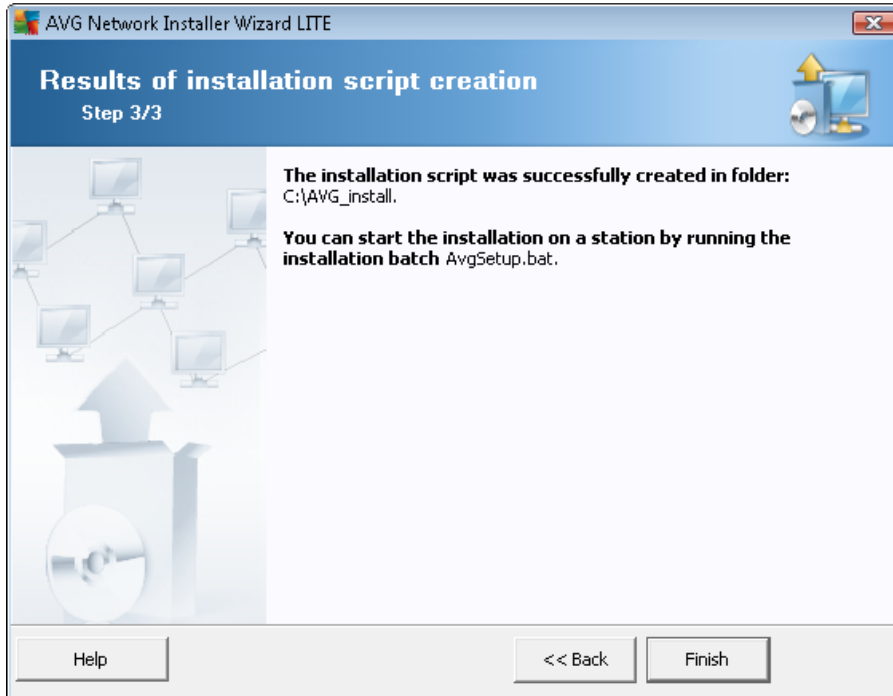 AVG Network Installer Wizard LITE
Results of installation script creation
Step 3/3
The installation script was successfully created in folder:
C:\AVG_install.
You can start the installation on a station by running the
installation batch AvgSetup.bat.
Help
<< Back
Finish